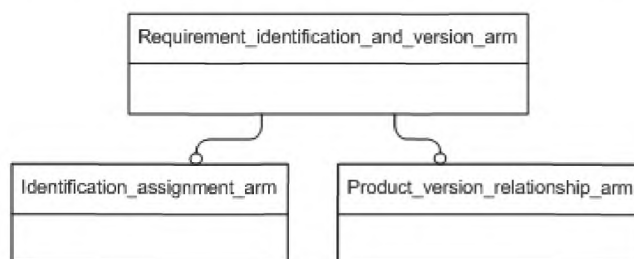 Requirement_identification_and_version_arm
Identification_assignment_arm
Product_version_relationship_arm